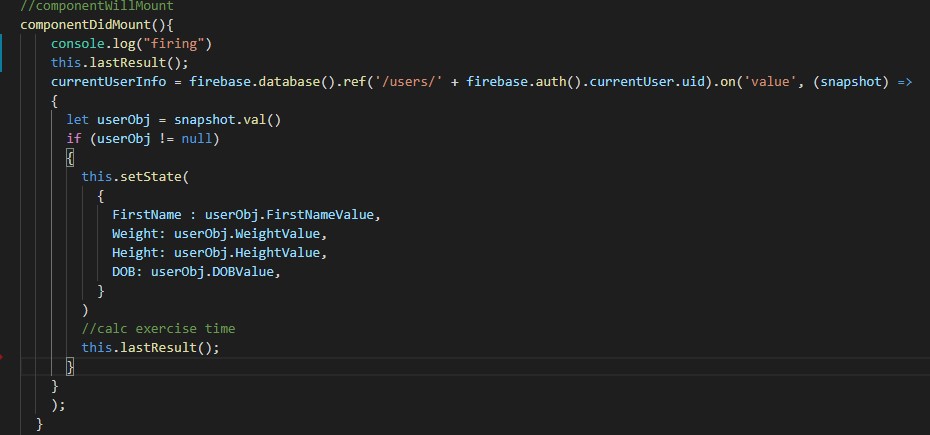 //componentWillMount
componentDidMount(){
console.log("firing")
this.lastResult();
currentUserInfo = firebase.database().ref('/users/' + firebase.auth().currentUser.uid).on('value', (snapshot) =>
{
let userObj = snapshot.val()
if (userObj != null)
{
this.setState(
{
FirstName : userObj.FirstNameValue,
Weight: userObj.WeightValue,
Height: userObj.HeightValue,
DOB: userObj.DOBValue,
}
)
//calc exercise time
this.lastResult();
}
}
);
}